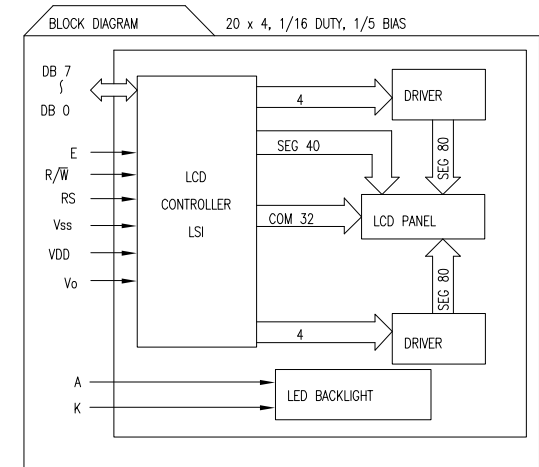 BLOCK DIAGRAM
20 x 4, 1/16 DUTY, 1/5 BIAS
DB 7
DB 0
E
R/W̅
RS
Vss
VDD
Vo
A
K
LCD
CONTROLLER
LSI
4
SEG 40
COM 32
4
DRIVER
SEG 80
LCD PANEL
SEG 80
DRIVER
LED BACKLIGHT